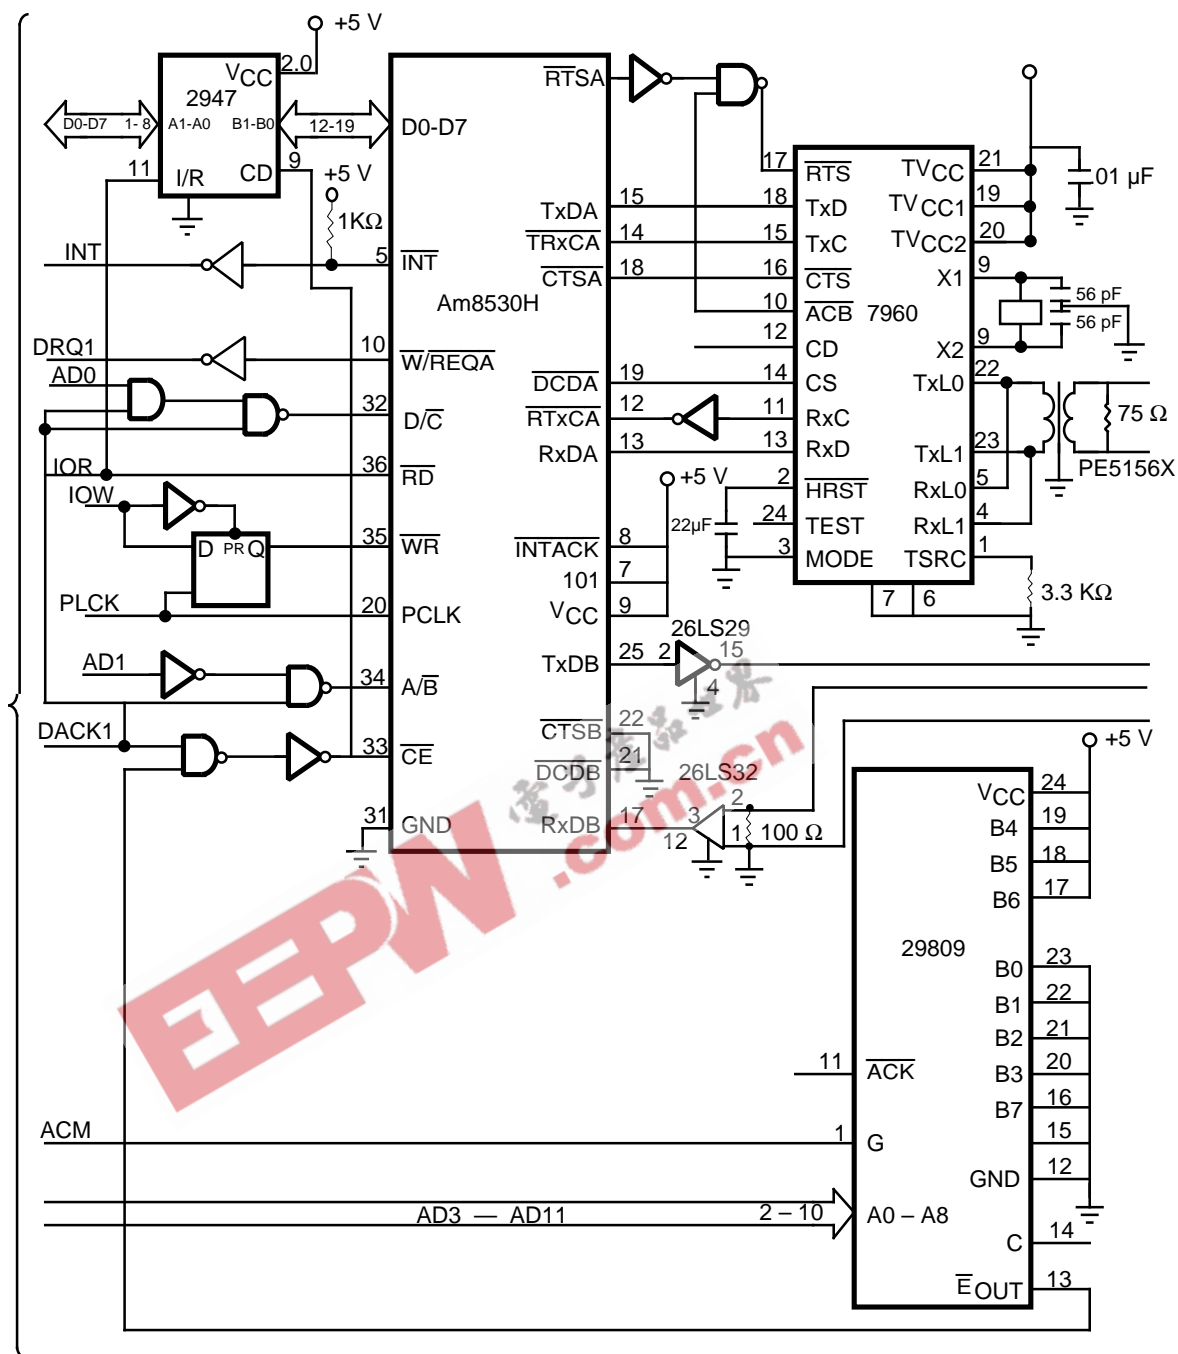 +5 V
VCC 2.0
2947
D0-D7 1- 8 A1-A0 B1-B0 12-19 D0-D7
11 I/R CD 9
+5 V
1KΩ
INT 5 INT
Am8530H
DRQ1 10 W/REQA
AD0
32 D/C
IOR 36 RD
IOW
D PR Q 35 WR
PLCK 20 PCLK
AD1 34 A/B
DACK1 33 CE
31 GND
RTSA
TxDA 15
TRxCA 14
CTSA 18
DCDA 19
RTxCA 12
RxDA 13
+5 V
INTACK 8
101 7
VCC 9
TxDB 25
CTSB 22
DCDB 21
RxDB 17
17 RTS
18 TxD
15 TxC
16 CTS
10 ACB 7960
12 CD
14 CS
11 RxC
13 RxD
2 HRST
22µF
24 TEST
3 MODE
7 6
TVCC 21
TVCC1 19
TVCC2 20
01 µF
X1 9
56 pF
56 pF
X2 9
TxL0 22
TxL1 23
75 Ω
PE5156X
RxL0 5
RxL1 4
TSRC 1
3.3 KΩ
26LS29
2 15
4
26LS32
3 2
12 1 100 Ω
電子產品世界
EEPW.com.cn
+5 V
VCC 24
B4 19
B5 18
B6 17
29809
B0 23
B1 22
B2 21
11 ACK B3 20
B7 16
ACM 1 G 15
GND 12
AD3 — AD11 2 – 10 A0 – A8
C 14
EOUT 13